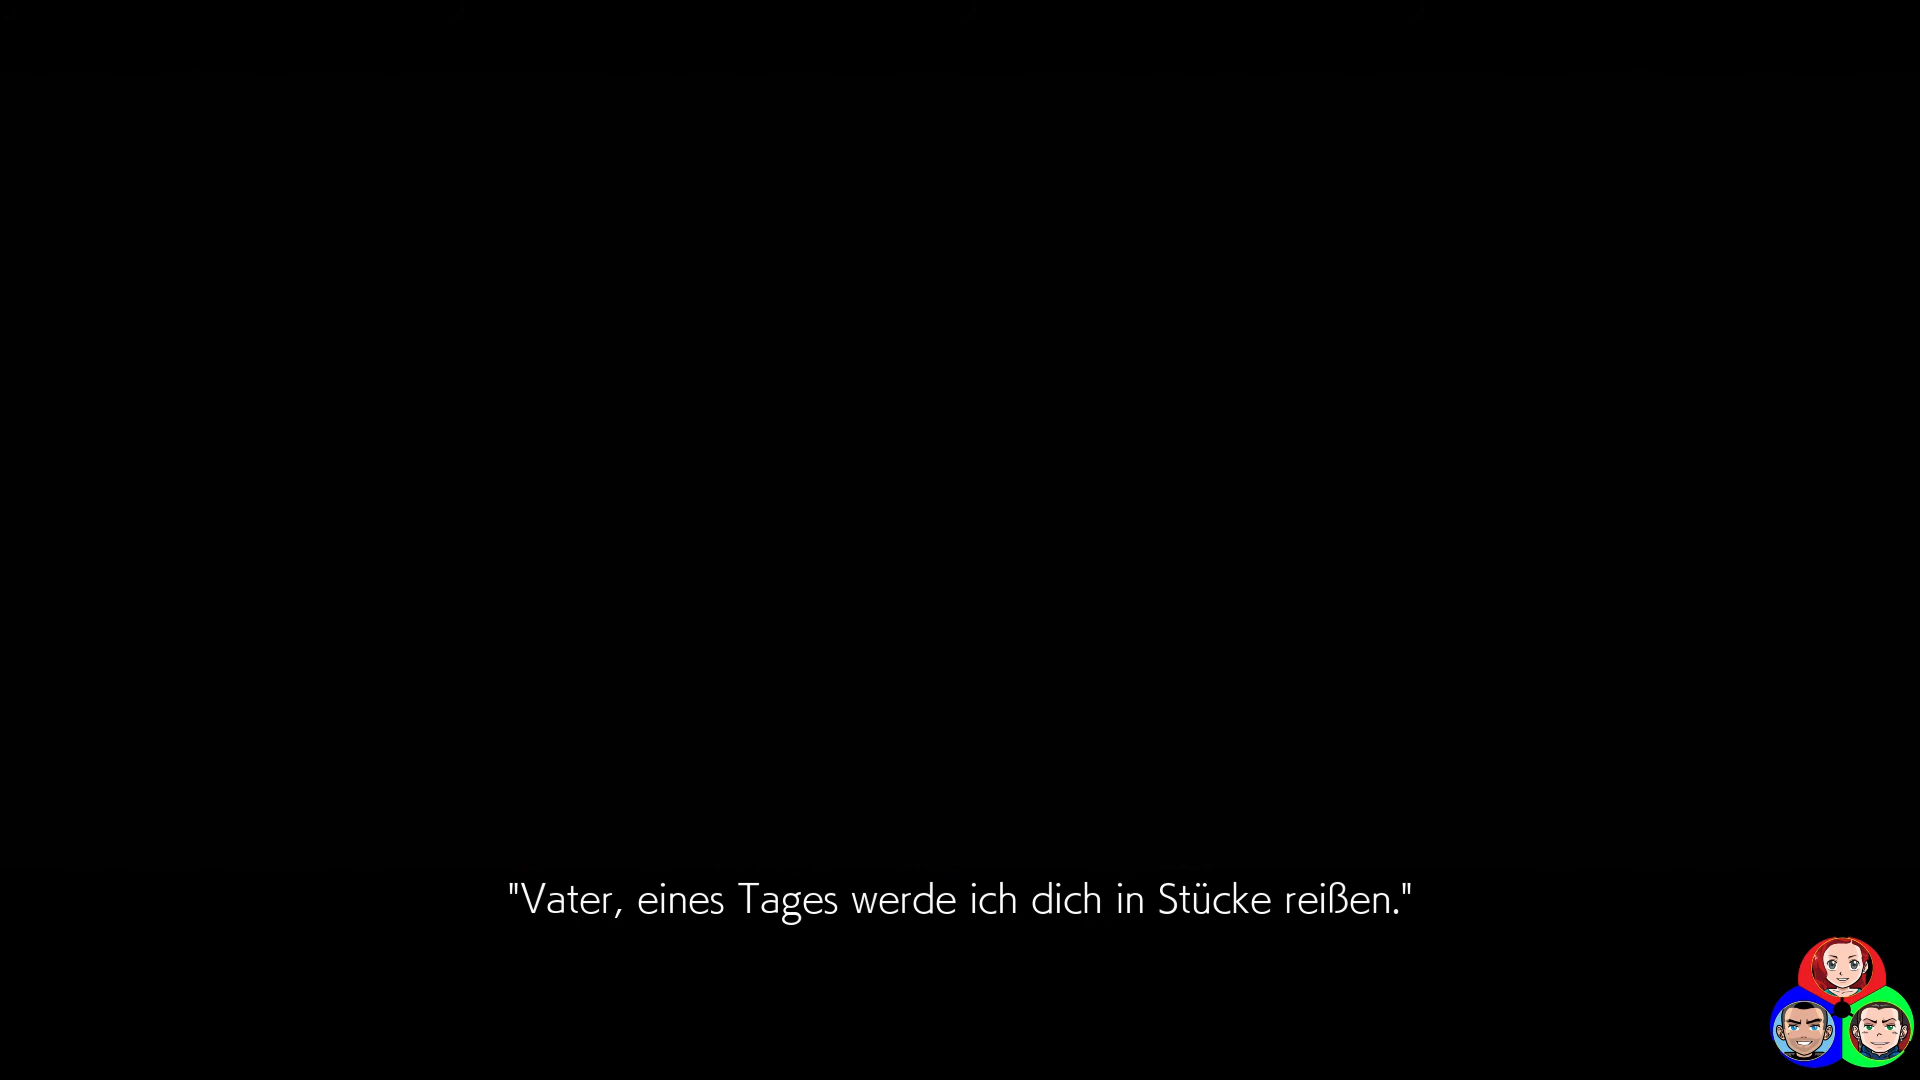 "Vater, eines Tages werde ich dich in Stücke reißen."